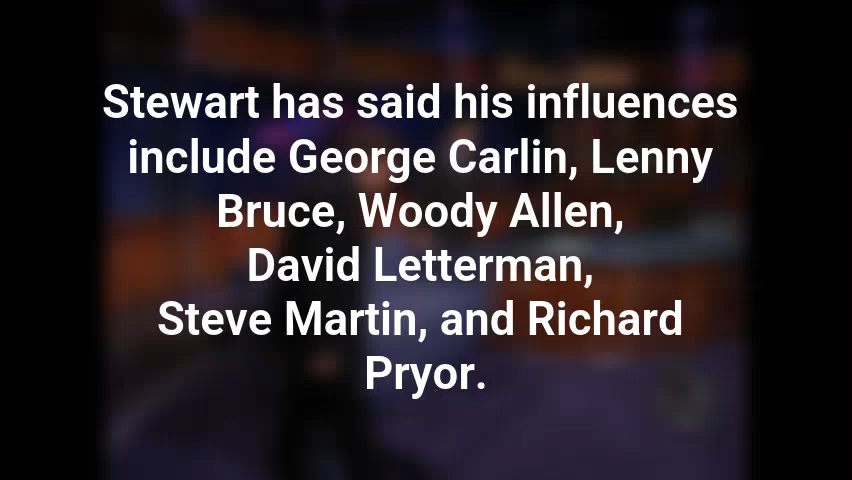 Stewart has said his influences
include George Carlin, Lenny
Bruce, Woody Allen,
David Letterman,
Steve Martin, and Richard
Pryor.